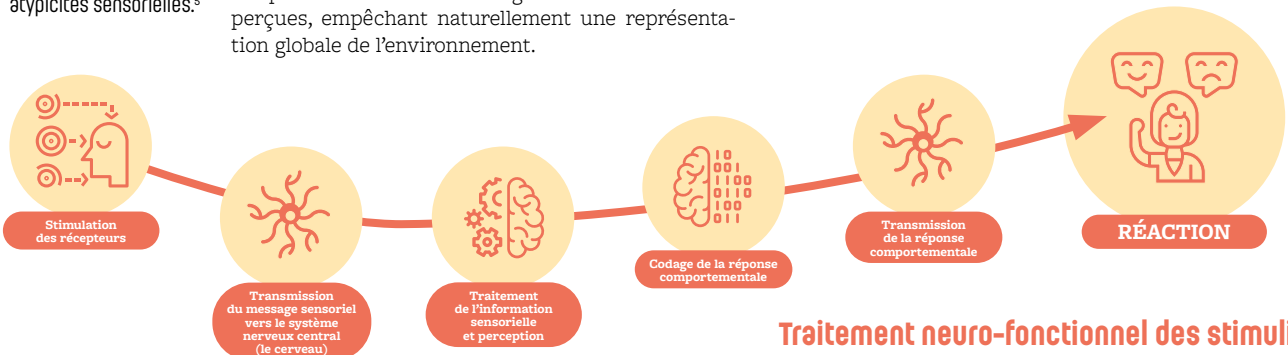 atypicités sensorielles.⁵
perçues, empêchant naturellement une représenta-
tion globale de l'environnement.
Stimulation
des récepteurs
Transmission
du message sensoriel
vers le système
nerveux central
(le cerveau)
Traitement
de l'information
sensorielle
et perception
Codage de la réponse
comportementale
Transmission
de la réponse
comportementale
RÉACTION
Traitement neuro-fonctionnel des stimuli